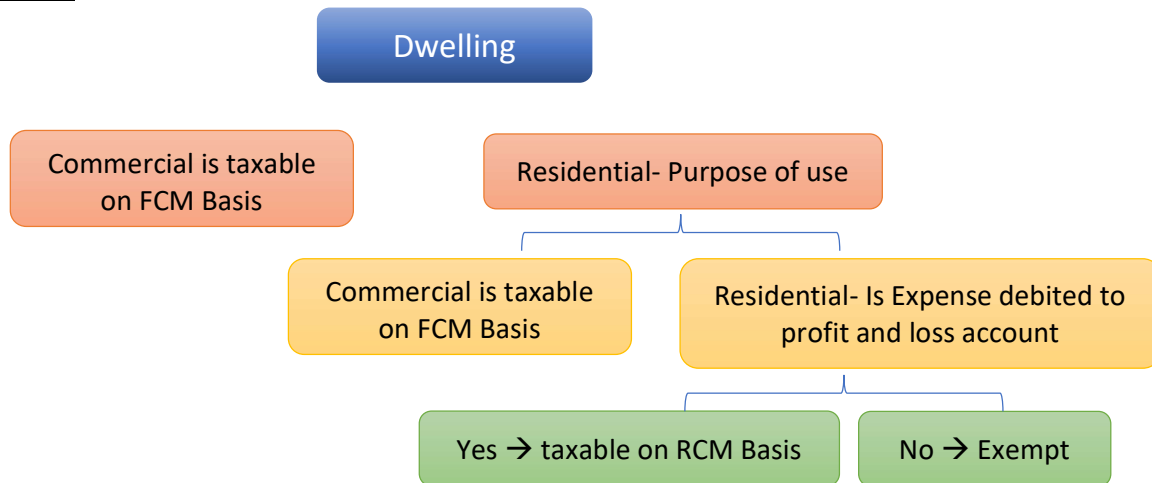 Dwelling
Commercial is taxable
on FCM Basis
Residential- Purpose of use
Commercial is taxable
on FCM Basis
Residential- Is Expense debited to
profit and loss account
Yes → taxable on RCM Basis
No → Exempt